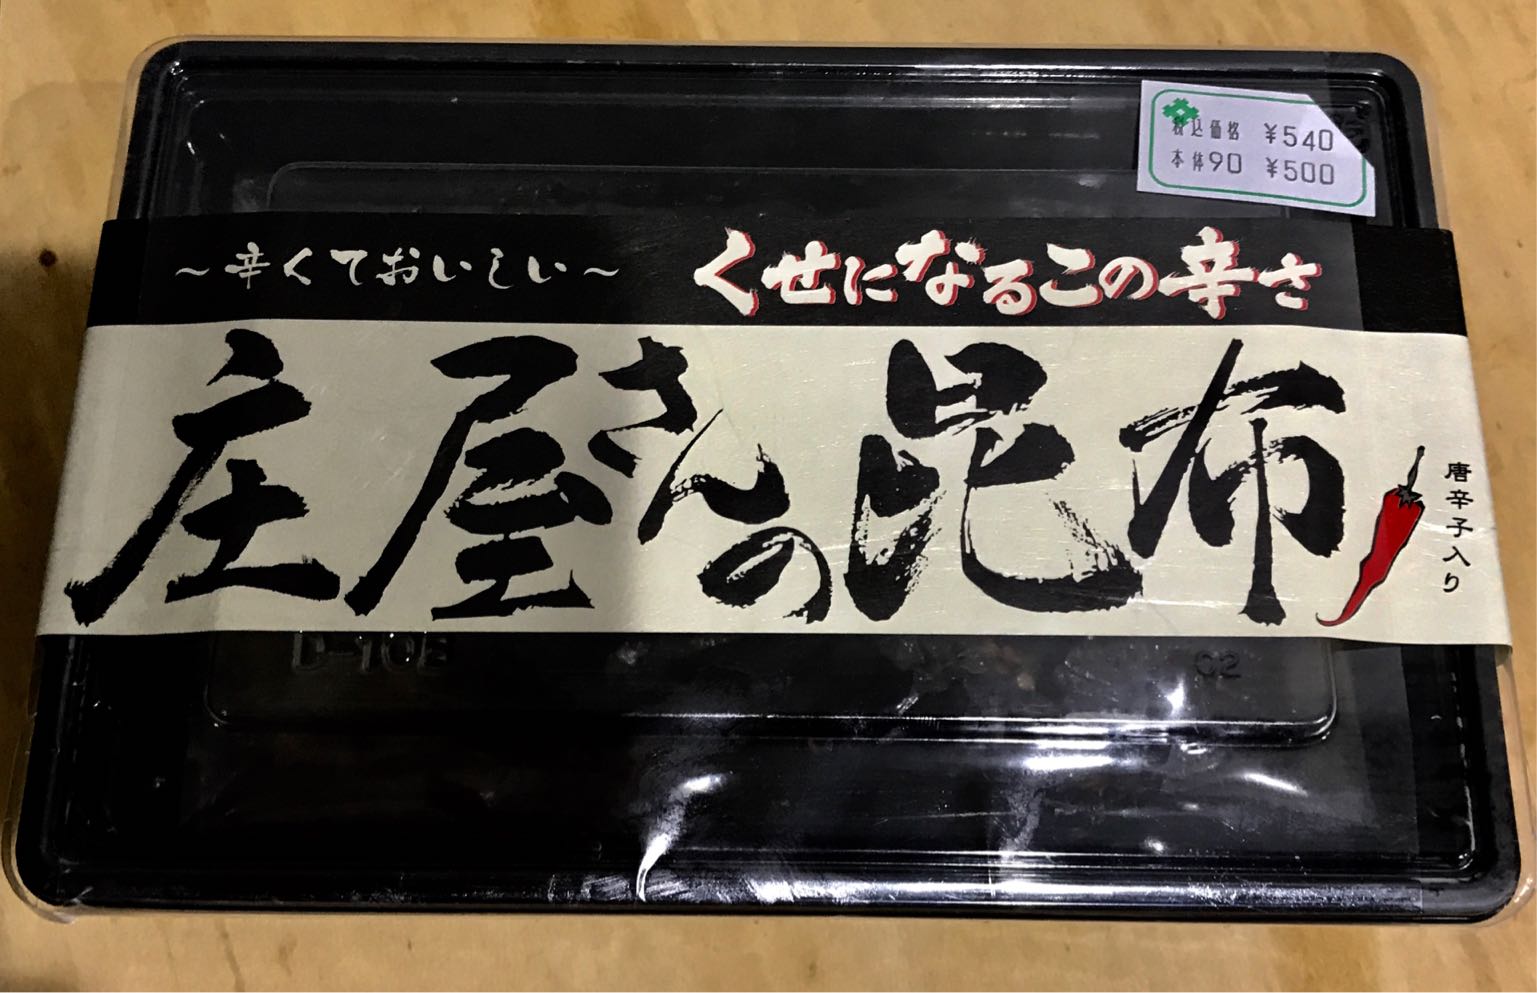 税込価格 ¥540
本体90 ¥500
～辛くておいしい～
くせになるこの辛さ
庄屋さんの昆布
唐辛子入り
02